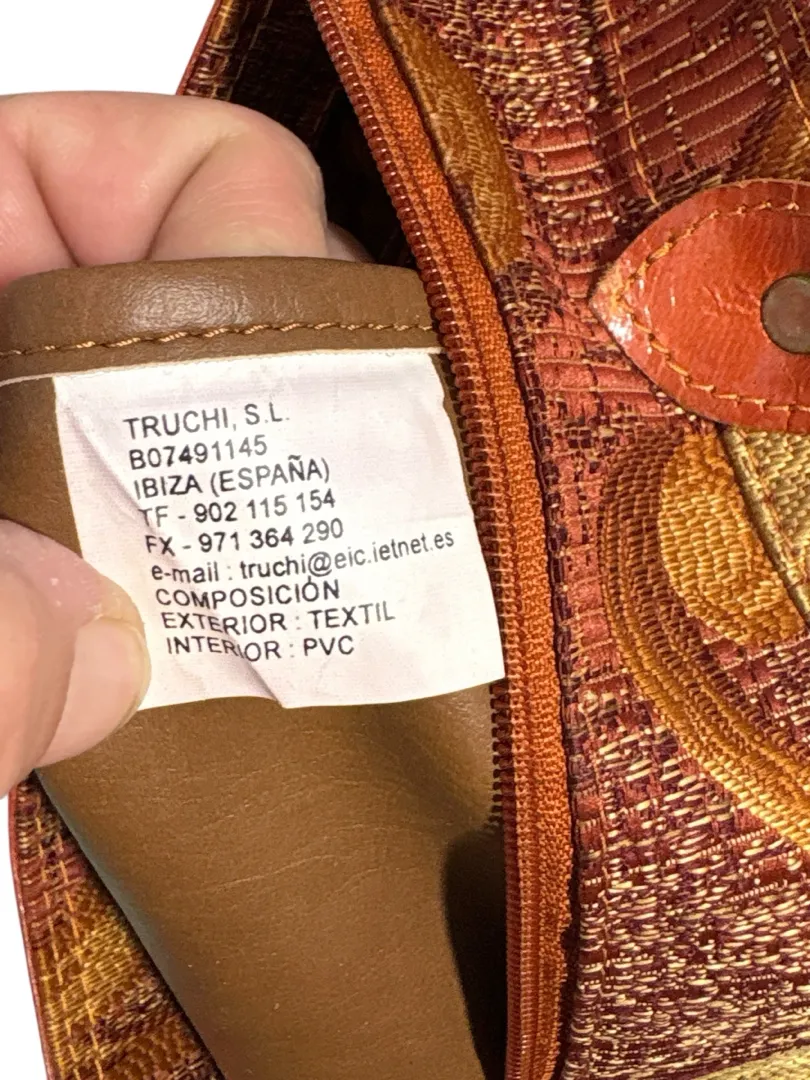 TRUCHI, S.L.
B07491145
IBIZA (ESPAÑA)
TF - 902 115 154
FX - 971 364 290
e-mail : truchi@eic.ietnet.es
COMPOSICIÓN
EXTERIOR : TEXTIL
INTERIOR : PVC